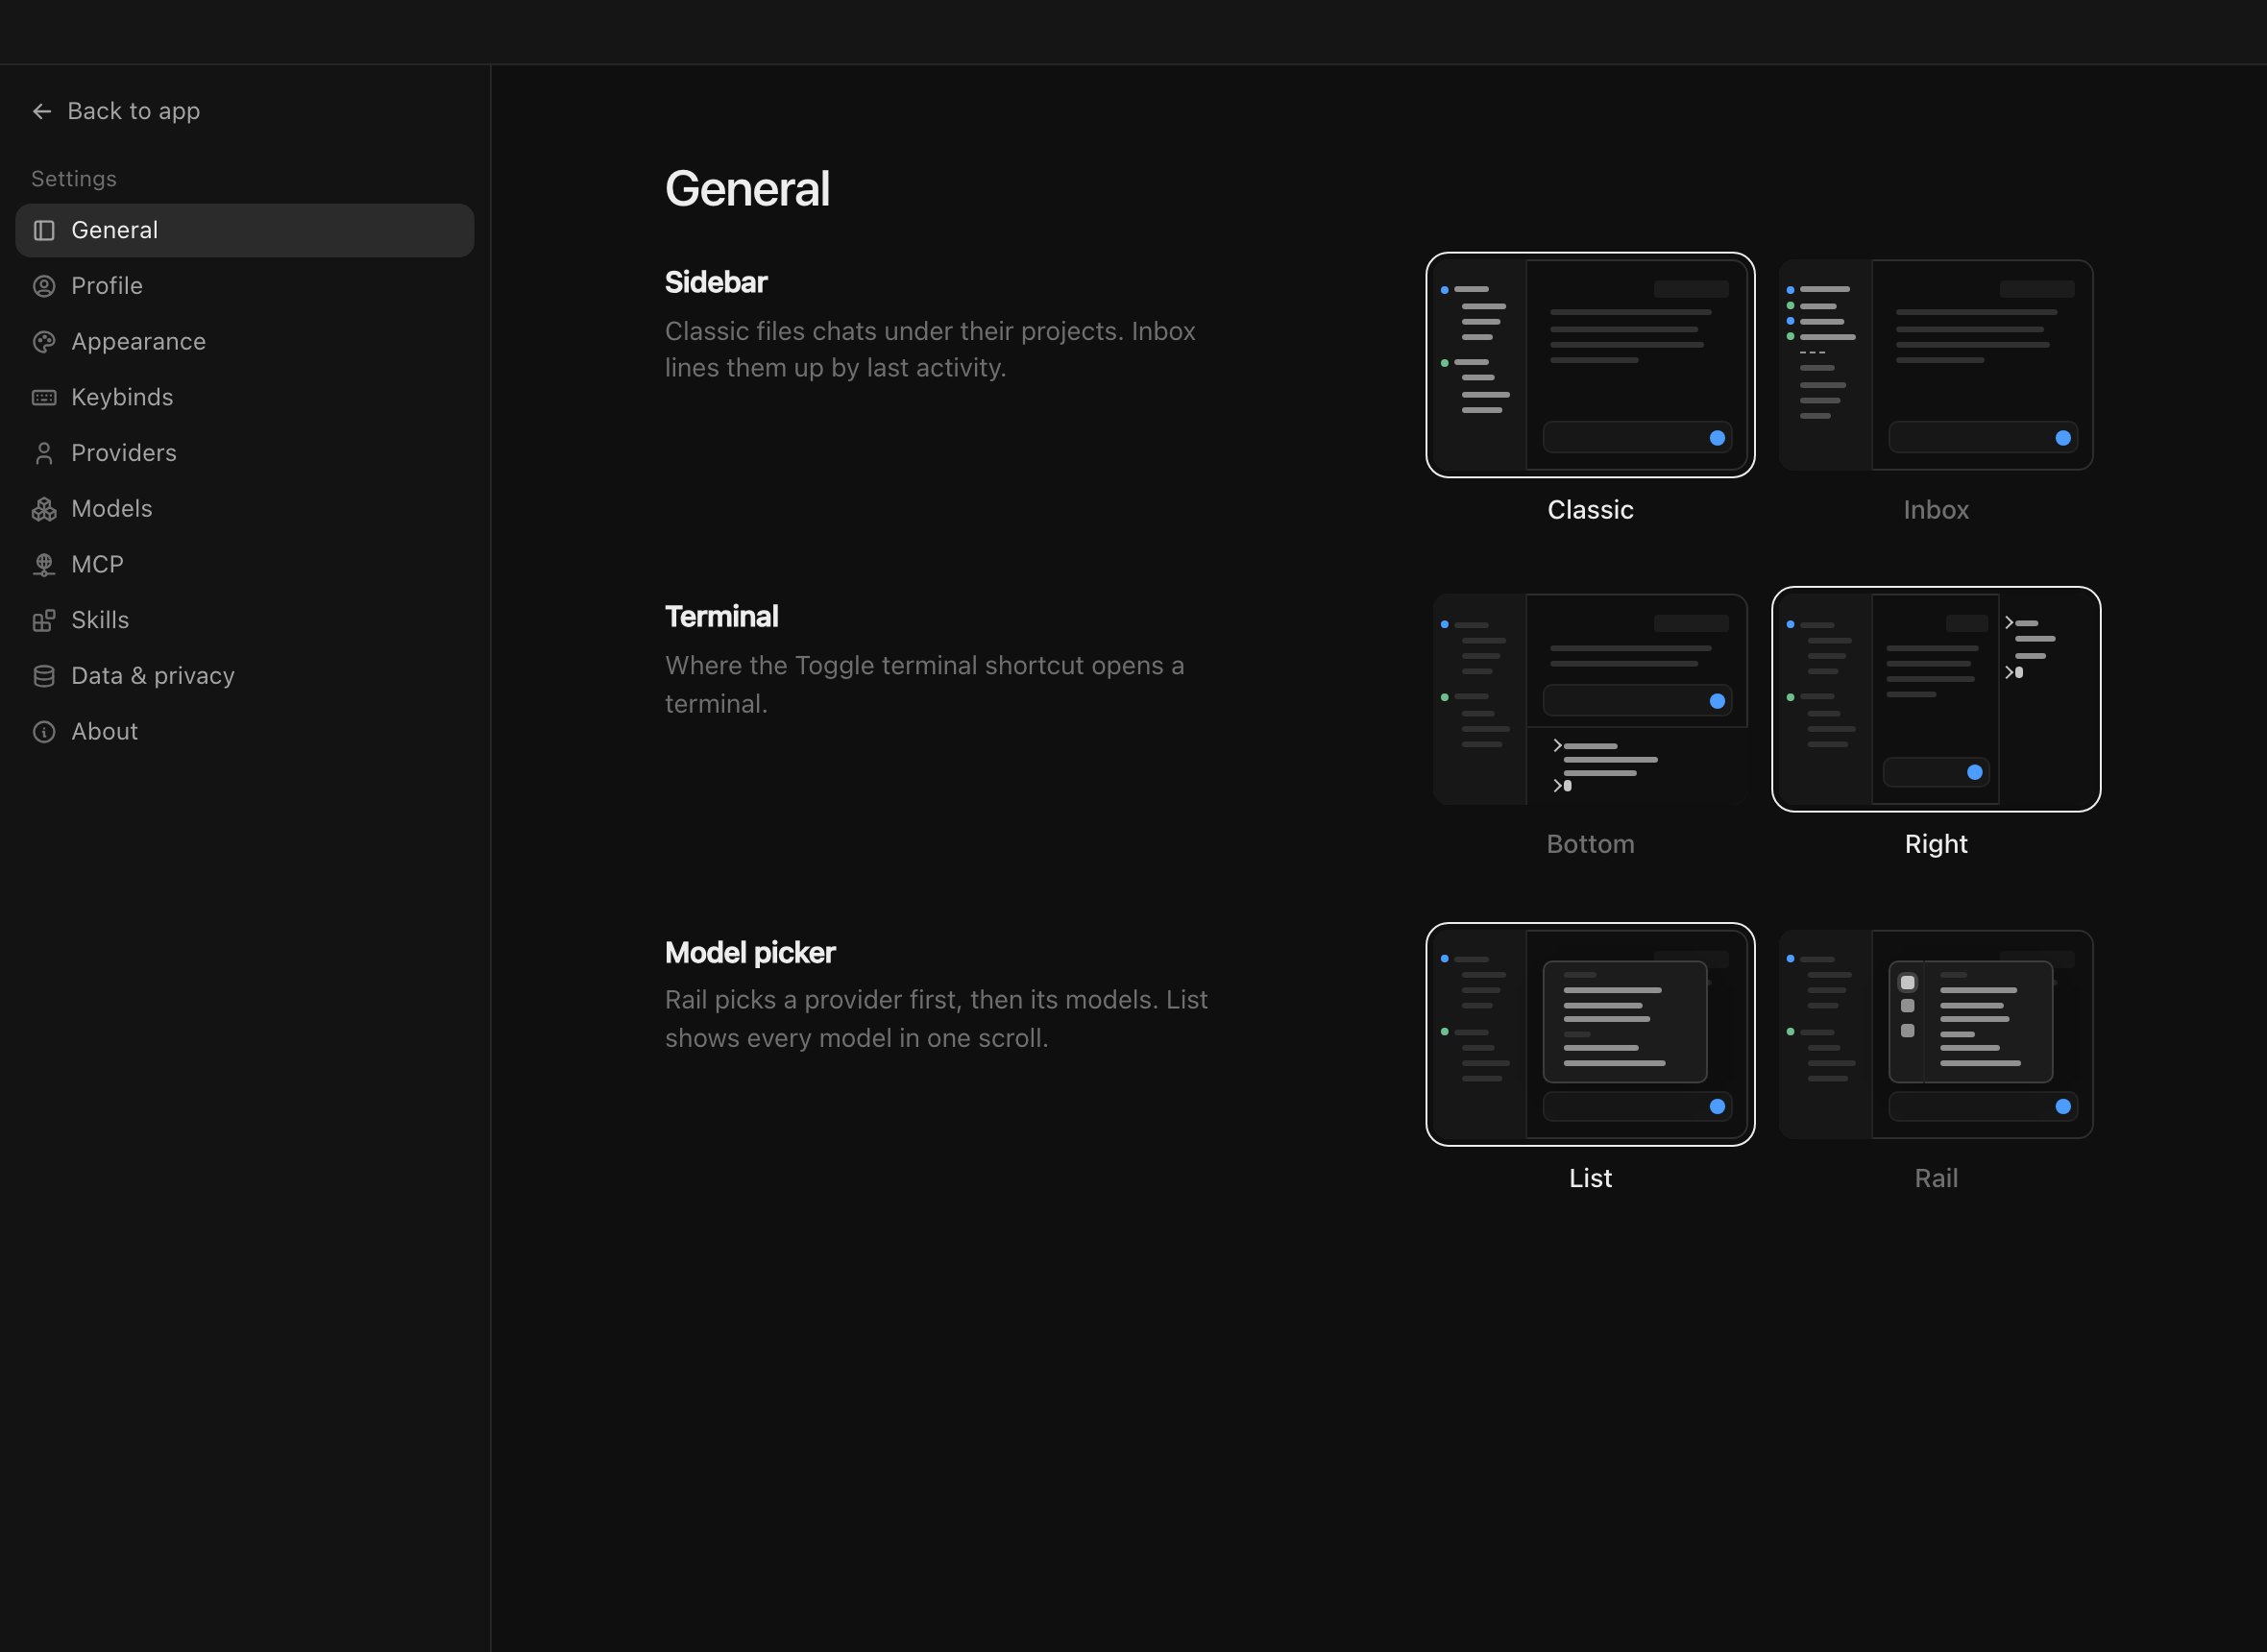 Back to app
Settings
General
Profile
Appearance
Keybinds
Providers
Models
MCP
Skills
Data & privacy
About
General
Sidebar
Classic files chats under their projects. Inbox
lines them up by last activity.
Classic
Inbox
Terminal
Where the Toggle terminal shortcut opens a
terminal.
Bottom
Right
Model picker
Rail picks a provider first, then its models. List
shows every model in one scroll.
List
Rail